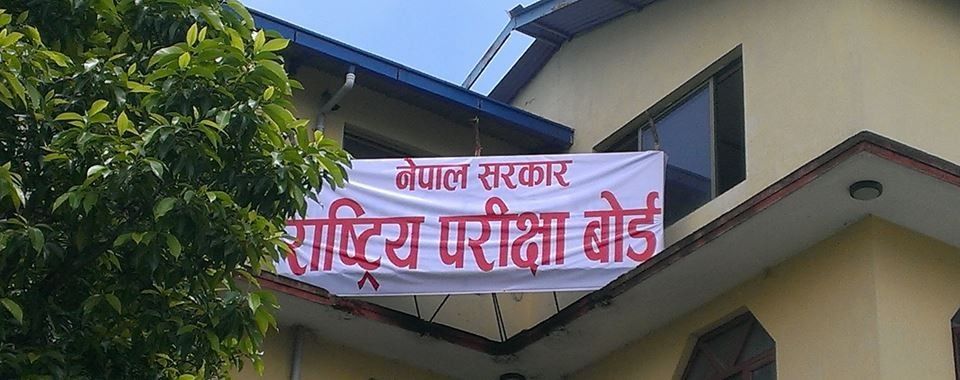 नेपाल सरकार
राष्ट्रिय परीक्षा बोर्ड